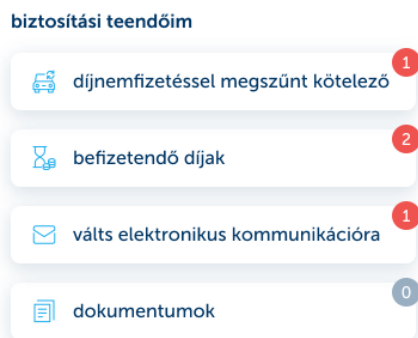 biztosítási teendőim
1
díjnemfizetéssel megszűnt kötelező
2
befizetendő díjak
1
válts elektronikus kommunikációra
0
dokumentumok